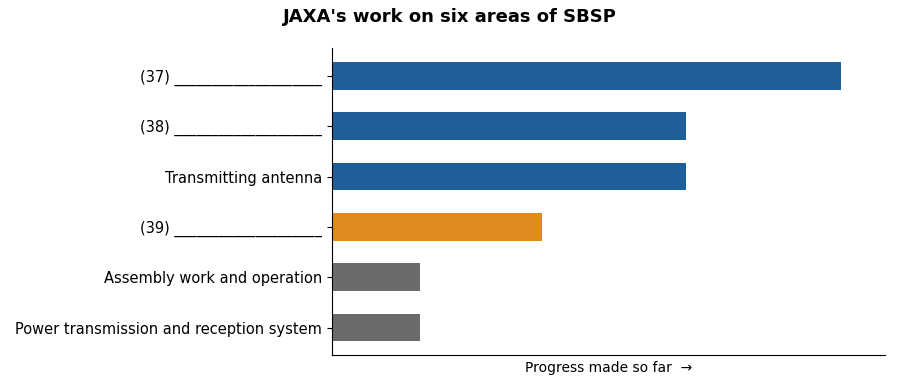 JAXA's work on six areas of SBSP
(37) ____________________
(38) ____________________
Transmitting antenna
(39) ____________________
Assembly work and operation
Power transmission and reception system
Progress made so far →